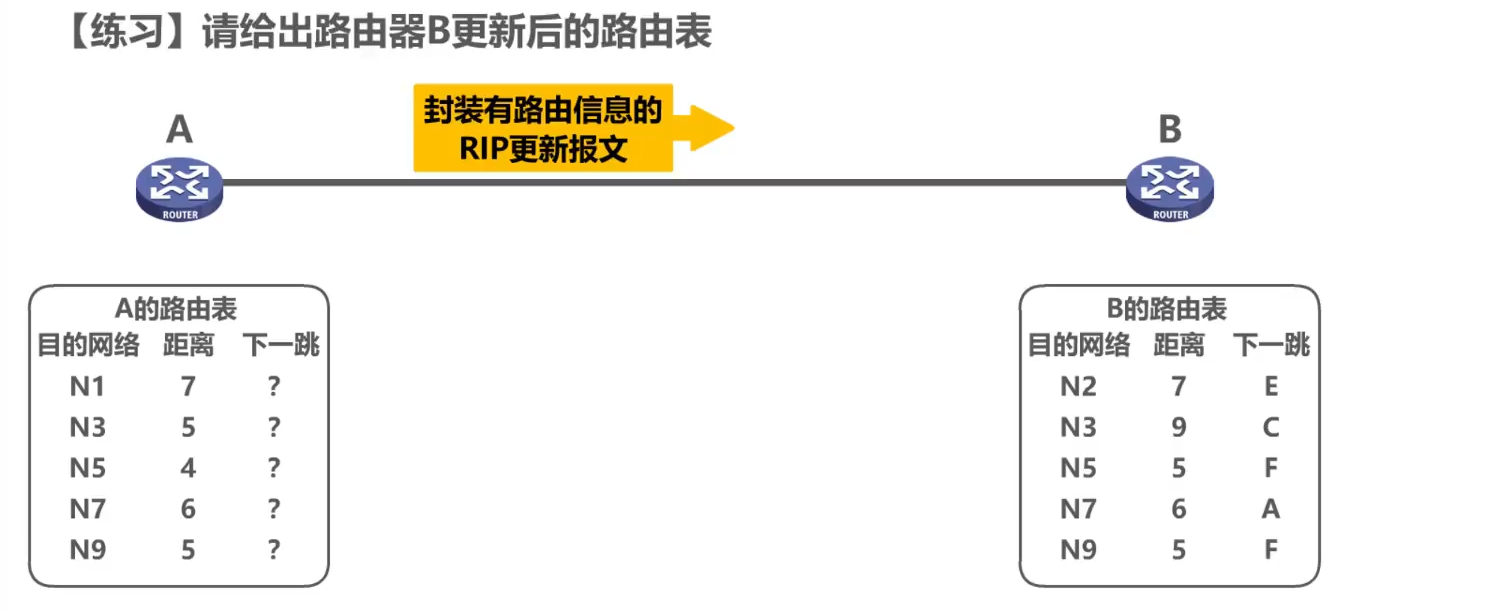 【练习】请给出路由器B更新后的路由表
封装有路由信息的
RIP更新报文
A
B
ROUTER
ROUTER
A的路由表
目的网络 距离 下一跳
N1 7 ?
N3 5 ?
N5 4 ?
N7 6 ?
N9 5 ?
B的路由表
目的网络 距离 下一跳
N2 7 E
N3 9 C
N5 5 F
N7 6 A
N9 5 F